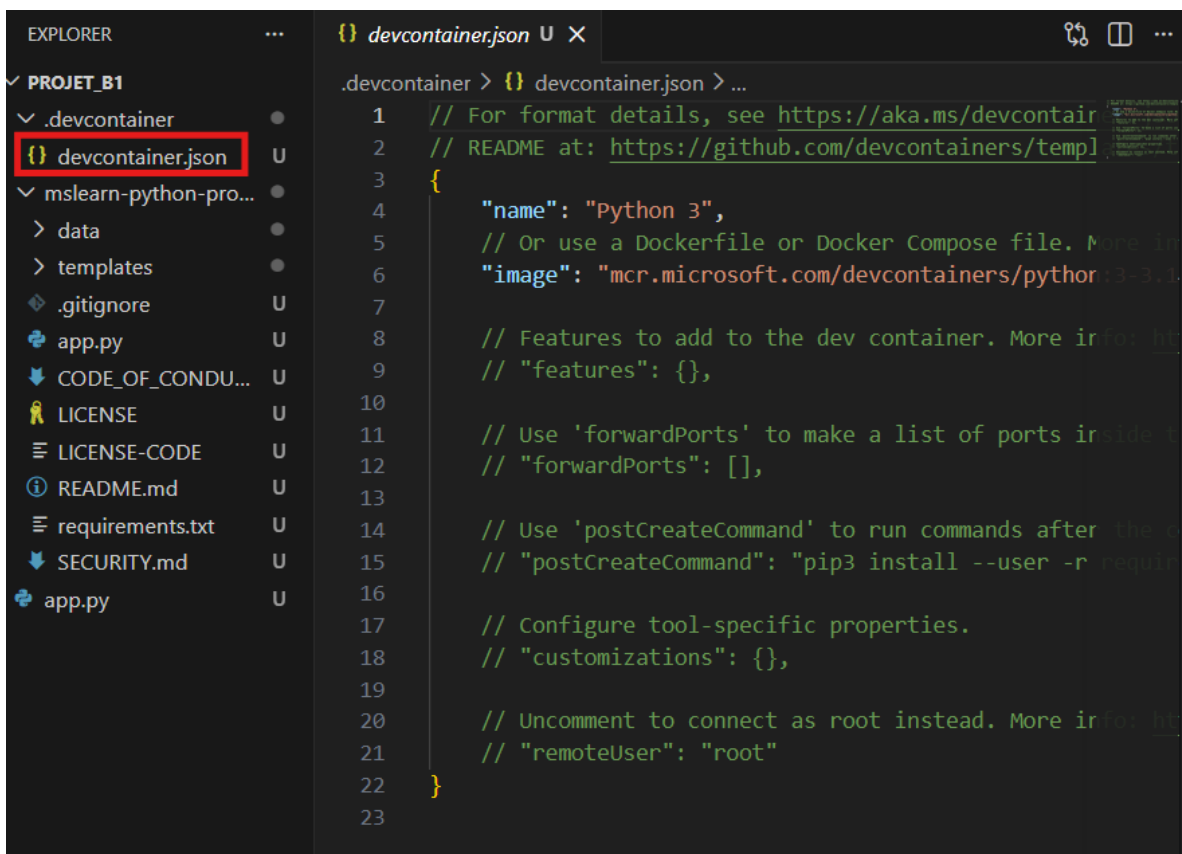 EXPLORER ...
{} devcontainer.json U ×
PROJET_B1
.devcontainer
{} devcontainer.json U
mslearn-python-pro...
data
templates
.gitignore U
app.py U
CODE_OF_CONDU... U
LICENSE U
LICENSE-CODE U
README.md U
requirements.txt U
SECURITY.md U
app.py U
.devcontainer > {} devcontainer.json > ...
1 // For format details, see https://aka.ms/devcontain
2 // README at: https://github.com/devcontainers/templ
3 {
4 "name": "Python 3",
5 // Or use a Dockerfile or Docker Compose file. More in
6 "image": "mcr.microsoft.com/devcontainers/python:3-3.1
7
8 // Features to add to the dev container. More info: ht
9 // "features": {},
10
11 // Use 'forwardPorts' to make a list of ports inside t
12 // "forwardPorts": [],
13
14 // Use 'postCreateCommand' to run commands after the c
15 // "postCreateCommand": "pip3 install --user -r requir
16
17 // Configure tool-specific properties.
18 // "customizations": {},
19
20 // Uncomment to connect as root instead. More info: ht
21 // "remoteUser": "root"
22 }
23